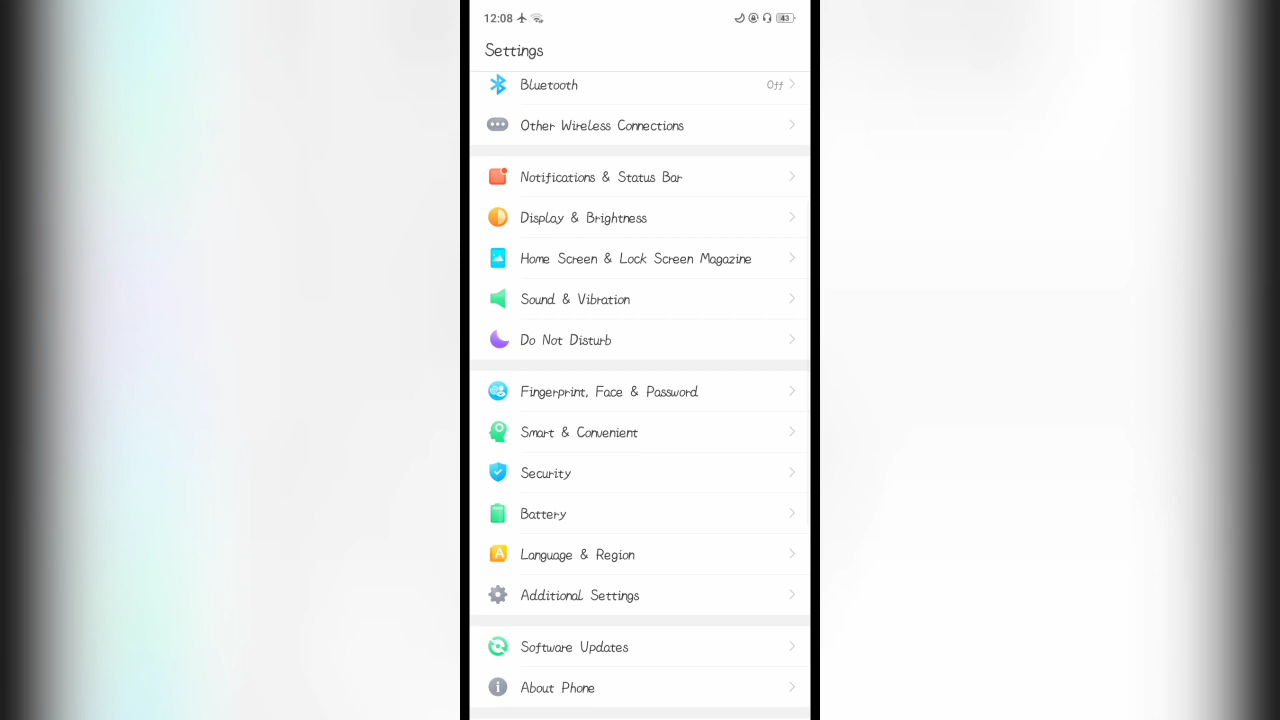 12:08 43
Settings
Bluetooth Off
Other Wireless Connections
Notifications & Status Bar
Display & Brightness
Home Screen & Lock Screen Magazine
Sound & Vibration
Do Not Disturb
Fingerprint, Face & Password
Smart & Convenient
Security
Battery
A Language & Region
Additional Settings
Software Updates
About Phone